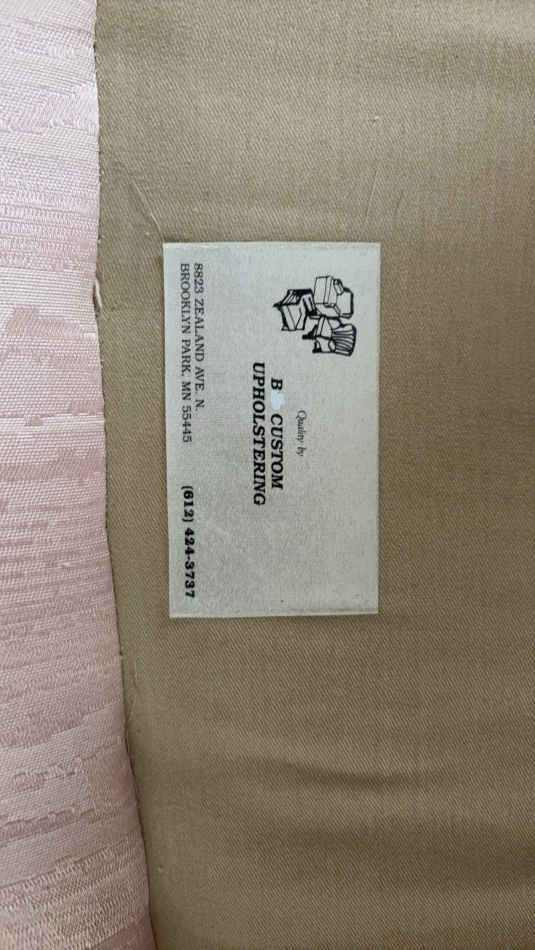 Quality by
CUSTOM
UPHOLSTERING
8823 ZEALAND AVE. N.
BROOKLYN PARK, MN 55445
(612) 424-3737